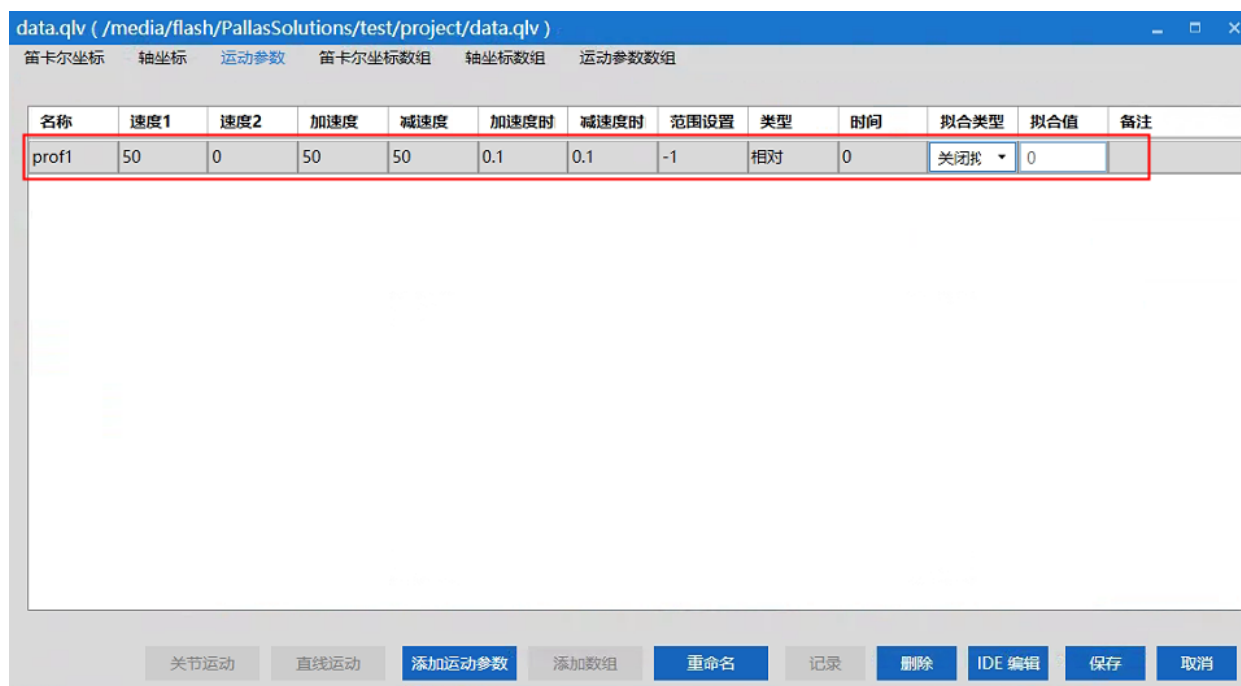 data.qlv ( /media/flash/PallasSolutions/test/project/data.qlv )
笛卡尔坐标 轴坐标 运动参数 笛卡尔坐标数组 轴坐标数组 运动参数数组
名称 速度1 速度2 加速度 减速度 加速度时 减速度时 范围设置 类型 时间 拟合类型 拟合值 备注
prof1 50 0 50 50 0.1 0.1 -1 相对 0 关闭 0
关节运动 直线运动 添加运动参数 添加数组 重命名 记录 删除 IDE 编辑 保存 取消